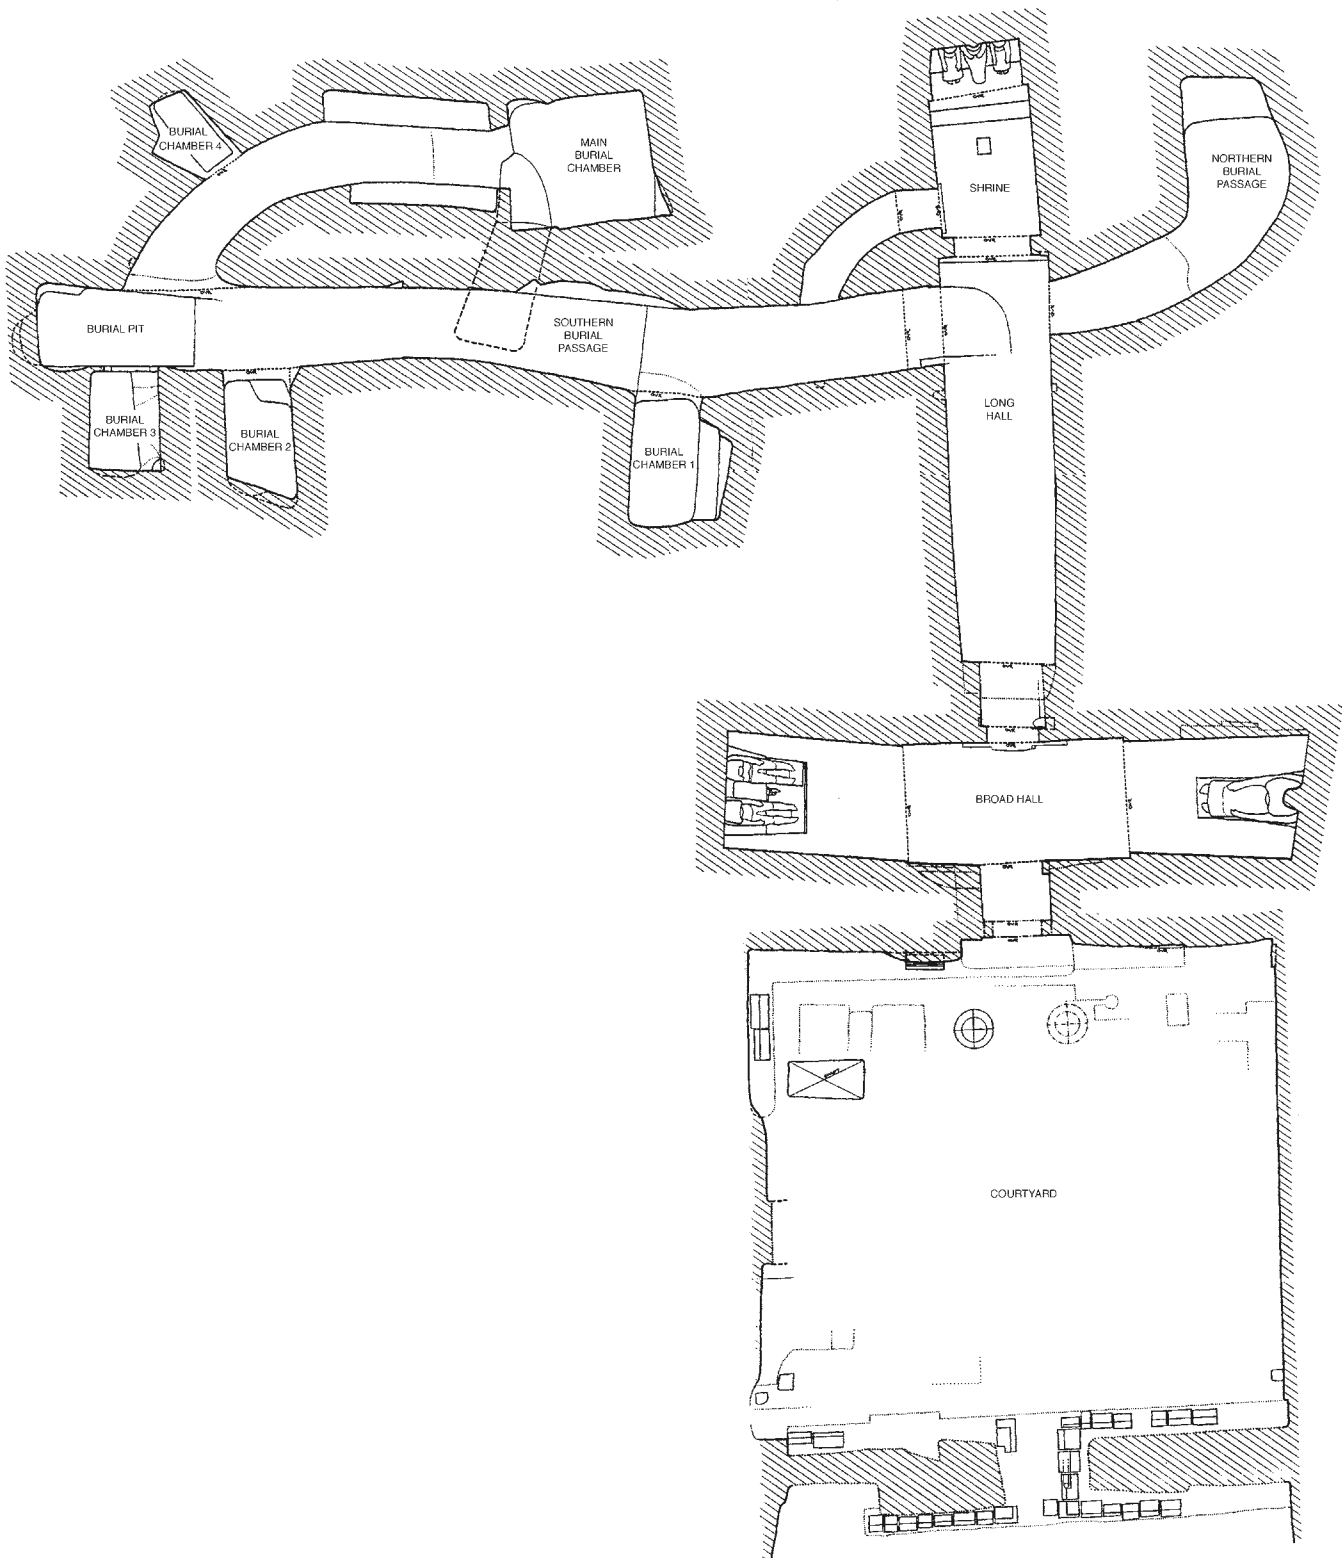 BURIAL
CHAMBER 4
MAIN
BURIAL
CHAMBER
SHRINE
NORTHERN
BURIAL
PASSAGE
BURIAL PIT
SOUTHERN
BURIAL
PASSAGE
BURIAL
CHAMBER 3
BURIAL
CHAMBER 2
BURIAL
CHAMBER 1
LONG
HALL
BROAD HALL
COURTYARD